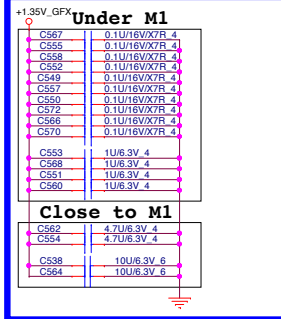 +1.35V_GFX
Under M1
C567 0.1U/16V/X7R_4
C555 0.1U/16V/X7R_4
C558 0.1U/16V/X7R_4
C552 0.1U/16V/X7R_4
C549 0.1U/16V/X7R_4
C557 0.1U/16V/X7R_4
C550 0.1U/16V/X7R_4
C572 0.1U/16V/X7R_4
C566 0.1U/16V/X7R_4
C570 0.1U/16V/X7R_4
C553 1U/6.3V_4
C568 1U/6.3V_4
C551 1U/6.3V_4
C560 1U/6.3V_4
Close to M1
C562 4.7U/6.3V_4
C554 4.7U/6.3V_4
C538 10U/6.3V_6
C564 10U/6.3V_6